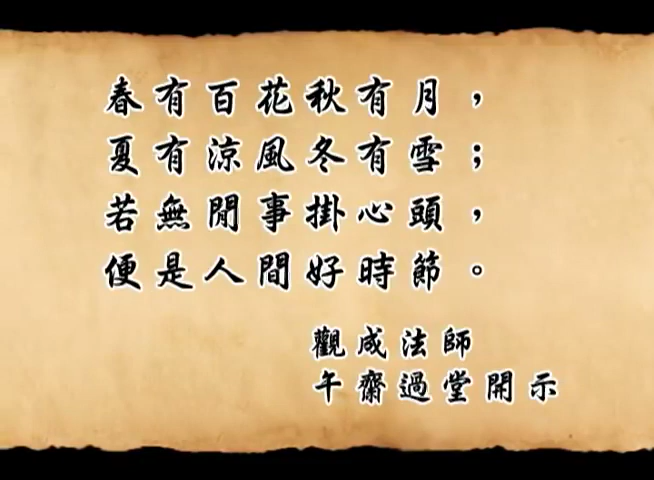 春有百花秋有月，
夏有涼風冬有雪；
若無閒事掛心頭，
便是人間好時節。
觀成法師
午齋過堂開示